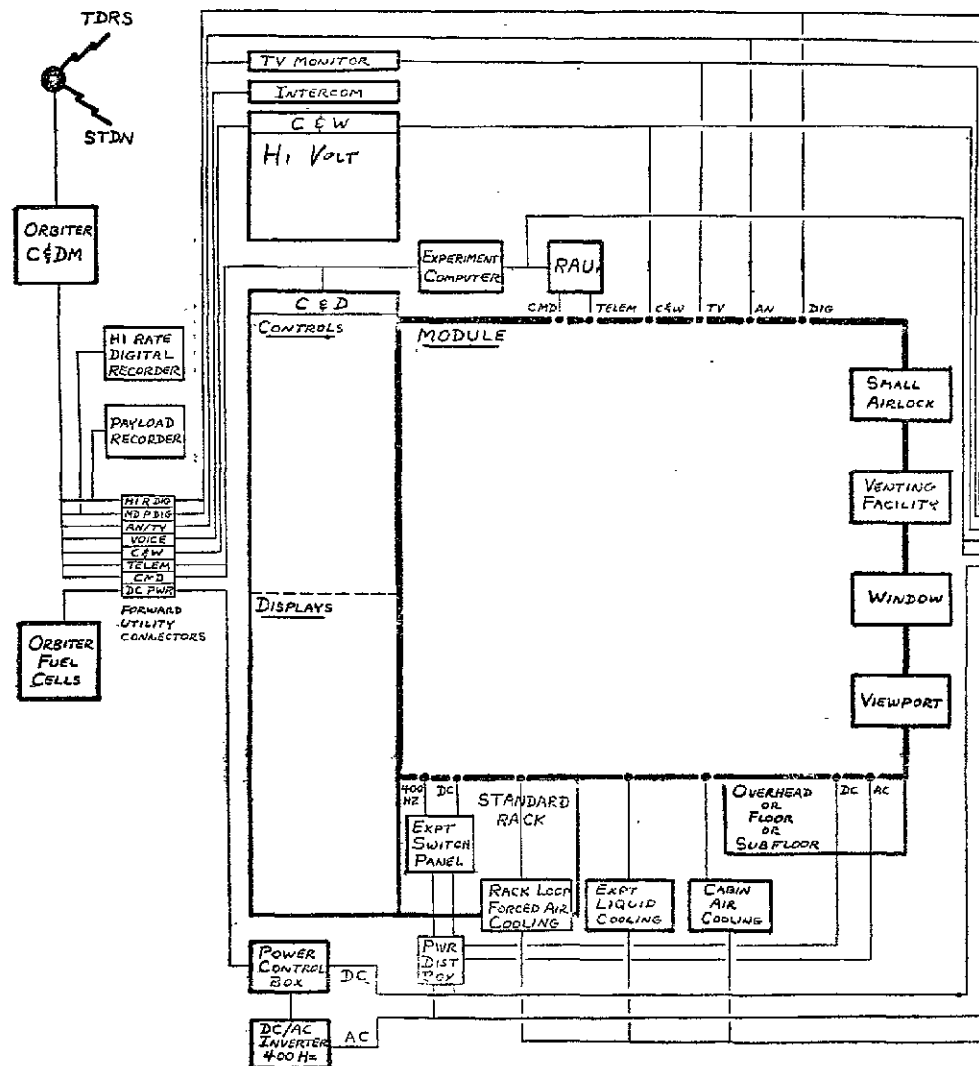 TDRS
STDN
ORBITER
C&DM
HI RATE
DIGITAL
RECORDER
PAYLOAD
RECORDER
HI R DIG
MD P DIG
AN/TV
VOICE
C&W
TELEM
CMD
DC PWR
FORWARD
UTILITY
CONNECTORS
ORBITER
FUEL
CELLS
TV MONITOR
INTERCOM
C & W
HI VOLT
EXPERIMENT
COMPUTER
RAU
C & D
CONTROLS
DISPLAYS
CMD TELEM C&W TV AN DIG
MODULE
SMALL
AIRLOCK
VENTING
FACILITY
WINDOW
VIEWPORT
400
HZ
DC
STANDARD
RACK
EXPT
SWITCH
PANEL
OVERHEAD
OR
FLOOR
OR
SUBFLOOR
DC
AC
RACK LOOP
FORCED AIR
COOLING
EXPT
LIQUID
COOLING
CABIN
AIR
COOLING
PWR
DIST
BOX
POWER
CONTROL
BOX
DC
DC/AC
INVERTER
400 HZ
AC